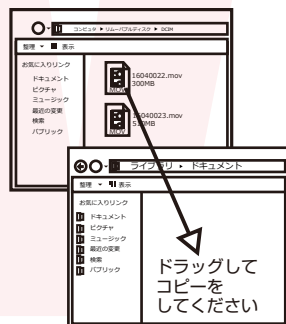 コンピュータ ▸ リムーバブルディスク ▸ DCIM
整理 ▾ 表示
お気に入りリンク
ドキュメント
ピクチャ
ミュージック
最近の変更
検索
パブリック
16040022.mov
300MB
MOV
16040023.mov
510MB
MOV
ライブラリ ▸ ドキュメント
整理 ▾ 表示
お気に入りリンク
ドキュメント
ピクチャ
ミュージック
最近の変更
検索
パブリック
ドラッグして
コピーを
してください